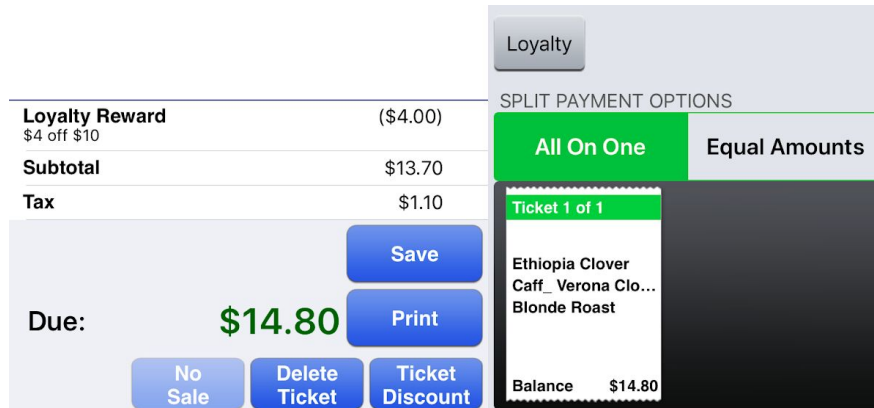 Loyalty Reward ($4.00)
$4 off $10
Subtotal $13.70
Tax $1.10
Save
Due: $14.80
Print
No Sale
Delete Ticket
Ticket Discount
Loyalty
SPLIT PAYMENT OPTIONS
All On One Equal Amounts
Ticket 1 of 1
Ethiopia Clover
Caff_ Verona Clo...
Blonde Roast
Balance $14.80